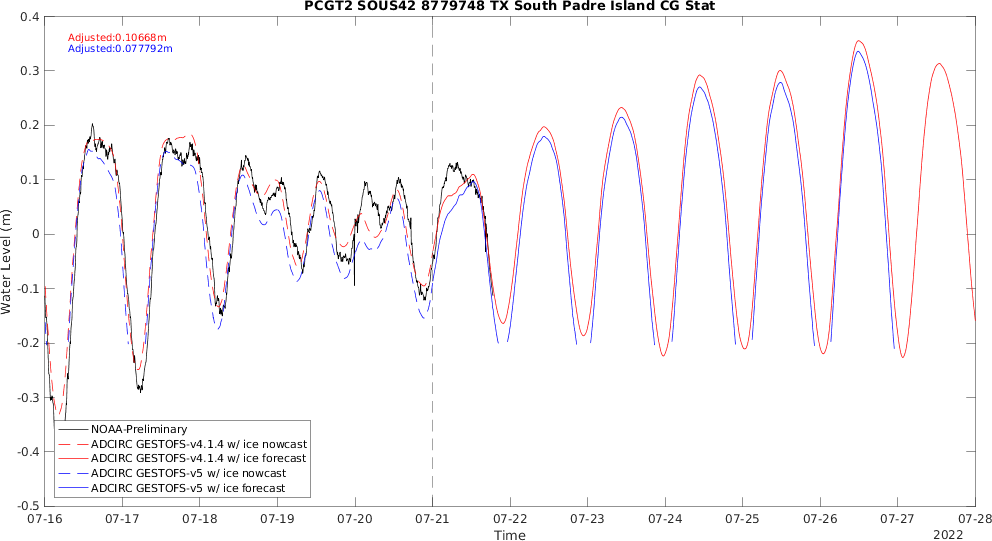 PCGT2 SOUS42 8779748 TX South Padre Island CG Stat
Adjusted:0.10668m
Adjusted:0.077792m
0.4
0.3
0.2
0.1
0
-0.1
-0.2
-0.3
-0.4
-0.5
Water Level (m)
NOAA-Preliminary
ADCIRC GESTOFS-v4.1.4 w/ ice nowcast
ADCIRC GESTOFS-v4.1.4 w/ ice forecast
ADCIRC GESTOFS-v5 w/ ice nowcast
ADCIRC GESTOFS-v5 w/ ice forecast
07-16 07-17 07-18 07-19 07-20 07-21 07-22 07-23 07-24 07-25 07-26 07-27 07-28
Time
2022